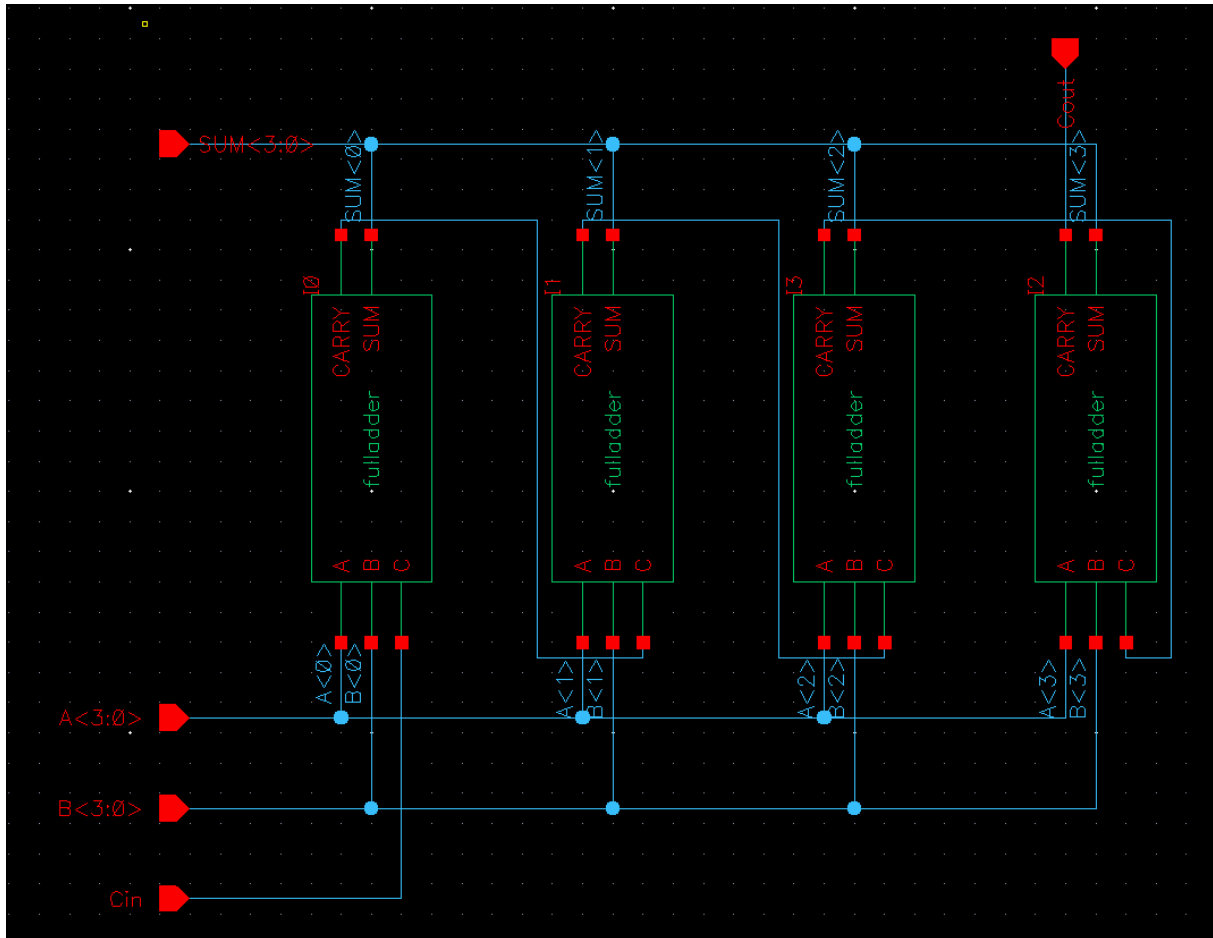 Cout
SUM<3:0>
SUM<0>
SUM<1>
SUM<2>
SUM<3>
I0
I1
I3
I2
CARRY
SUM
CARRY
SUM
CARRY
SUM
CARRY
SUM
fulladder
fulladder
fulladder
fulladder
A
B
C
A
B
C
A
B
C
A
B
C
A<0>
B<0>
A<1>
B<1>
A<2>
B<2>
A<3>
B<3>
A<3:0>
B<3:0>
Cin